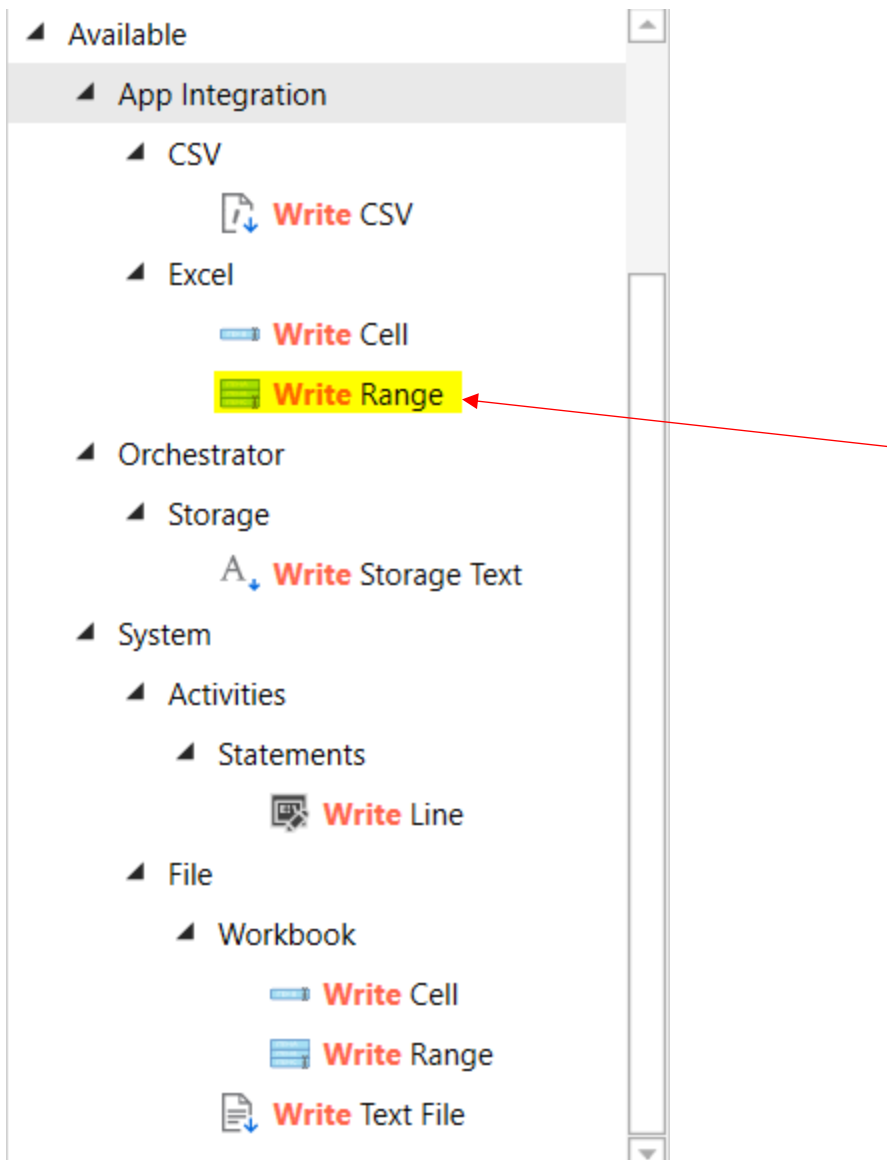 Available
App Integration
CSV
Write CSV
Excel
Write Cell
Write Range
Orchestrator
Storage
Write Storage Text
System
Activities
Statements
Write Line
File
Workbook
Write Cell
Write Range
Write Text File